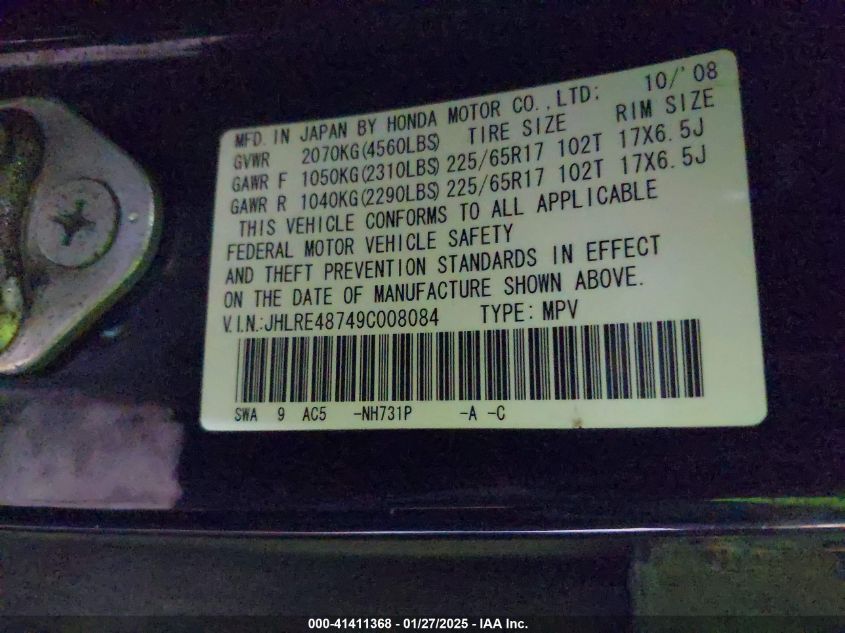 MFD. IN JAPAN BY HONDA MOTOR CO., LTD: 10/'08
GVWR 2070KG(4560LBS) TIRE SIZE RIM SIZE
GAWR F 1050KG(2310LBS) 225/65R17 102T 17X6.5J
GAWR R 1040KG(2290LBS) 225/65R17 102T 17X6.5J
THIS VEHICLE CONFORMS TO ALL APPLICABLE
FEDERAL MOTOR VEHICLE SAFETY
AND THEFT PREVENTION STANDARDS IN EFFECT
ON THE DATE OF MANUFACTURE SHOWN ABOVE.
V.I.N.:JHLRE48749C008084 TYPE: MPV
SWA 9 AC5 -NH731P -A -C
000-41411368 - 01/27/2025 - IAA Inc.